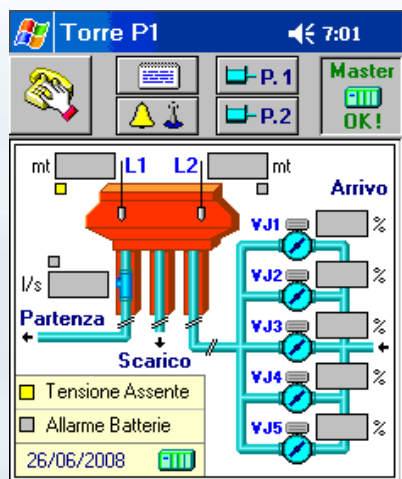 Torre P1 7:01
P.1 Master
P.2 OK!
mt L1 L2 mt
Arrivo
VJ1 %
VJ2 %
l/s
Partenza VJ3 %
Scarico
Tensione Assente VJ4 %
Allarme Batterie
26/06/2008 VJ5 %